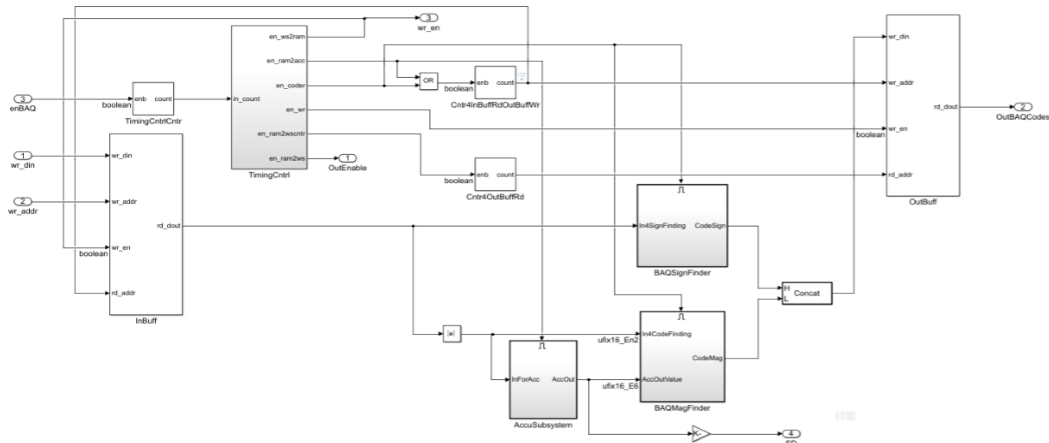 3
wr_en
en_ws2ram
en_ram2acc
en_coder
en_wr
en_ram2wscntr
en_ram2ws
in_count
TimingCntrl
3
enBAQ
boolean
enb
count
TimingCntrlCntr
OR
boolean
enb
count
Cntr4InBuffRdOutBuffWr
wr_din
wr_addr
wr_en
rd_addr
rd_dout
boolean
OutBuff
2
OutBAQCodes
1
OutEnable
boolean
enb
count
Cntr4OutBuffRd
1
wr_din
2
wr_addr
wr_din
wr_addr
wr_en
rd_addr
rd_dout
boolean
InBuff
In4SignFinding
CodeSign
BAQSignFinder
H
L
Concat
|u|
ufix16_En2
In4CodeFinding
CodeMag
AccOutValue
ufix16_E6
BAQMagFinder
InForAcc
AccOut
AccuSubsystem
K-
4